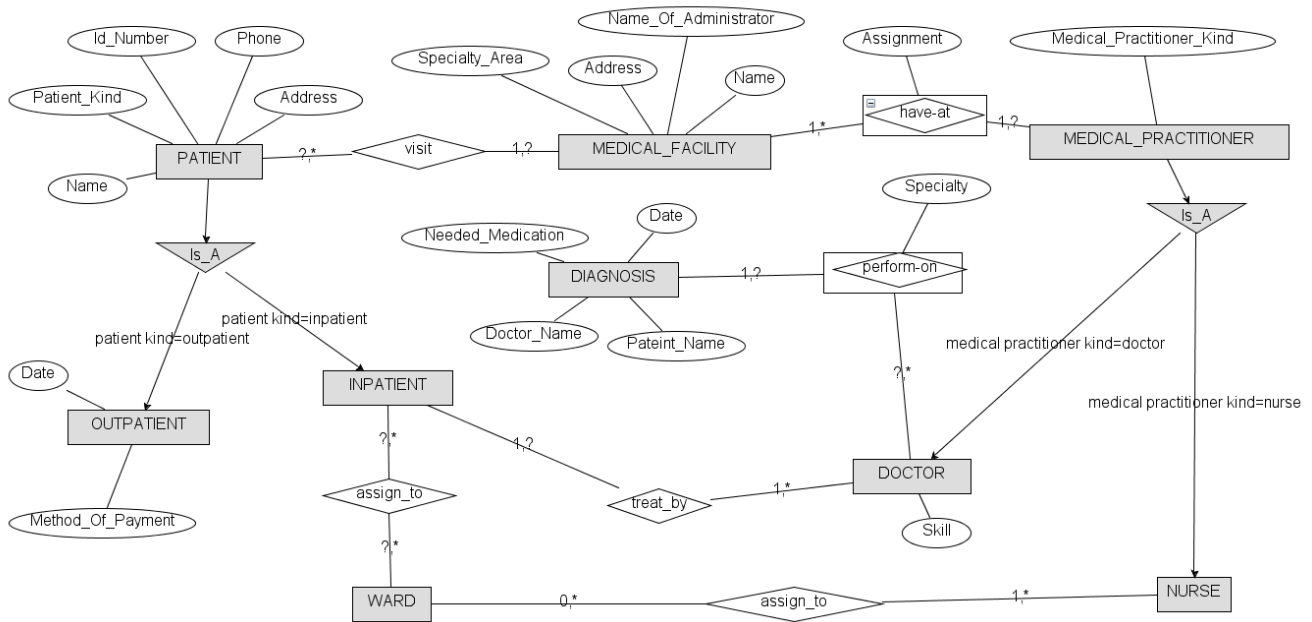 Name_Of_Administrator
Id_Number
Phone
Assignment
Medical_Practitioner_Kind
Specialty_Area
Address
Name
Patient_Kind
Address
have-at
1,*
1,?
PATIENT
?,*
visit
1,?
MEDICAL_FACILITY
MEDICAL_PRACTITIONER
Name
Specialty
Date
Is_A
Needed_Medication
Is_A
DIAGNOSIS
1,?
perform-on
patient kind=inpatient
patient kind=outpatient
Doctor_Name
Pateint_Name
medical practitioner kind=doctor
Date
INPATIENT
?,*
medical practitioner kind=nurse
OUTPATIENT
?,*
1,?
DOCTOR
assign_to
1,*
treat_by
Method_Of_Payment
Skill
?,*
WARD
0,*
assign_to
1,*
NURSE